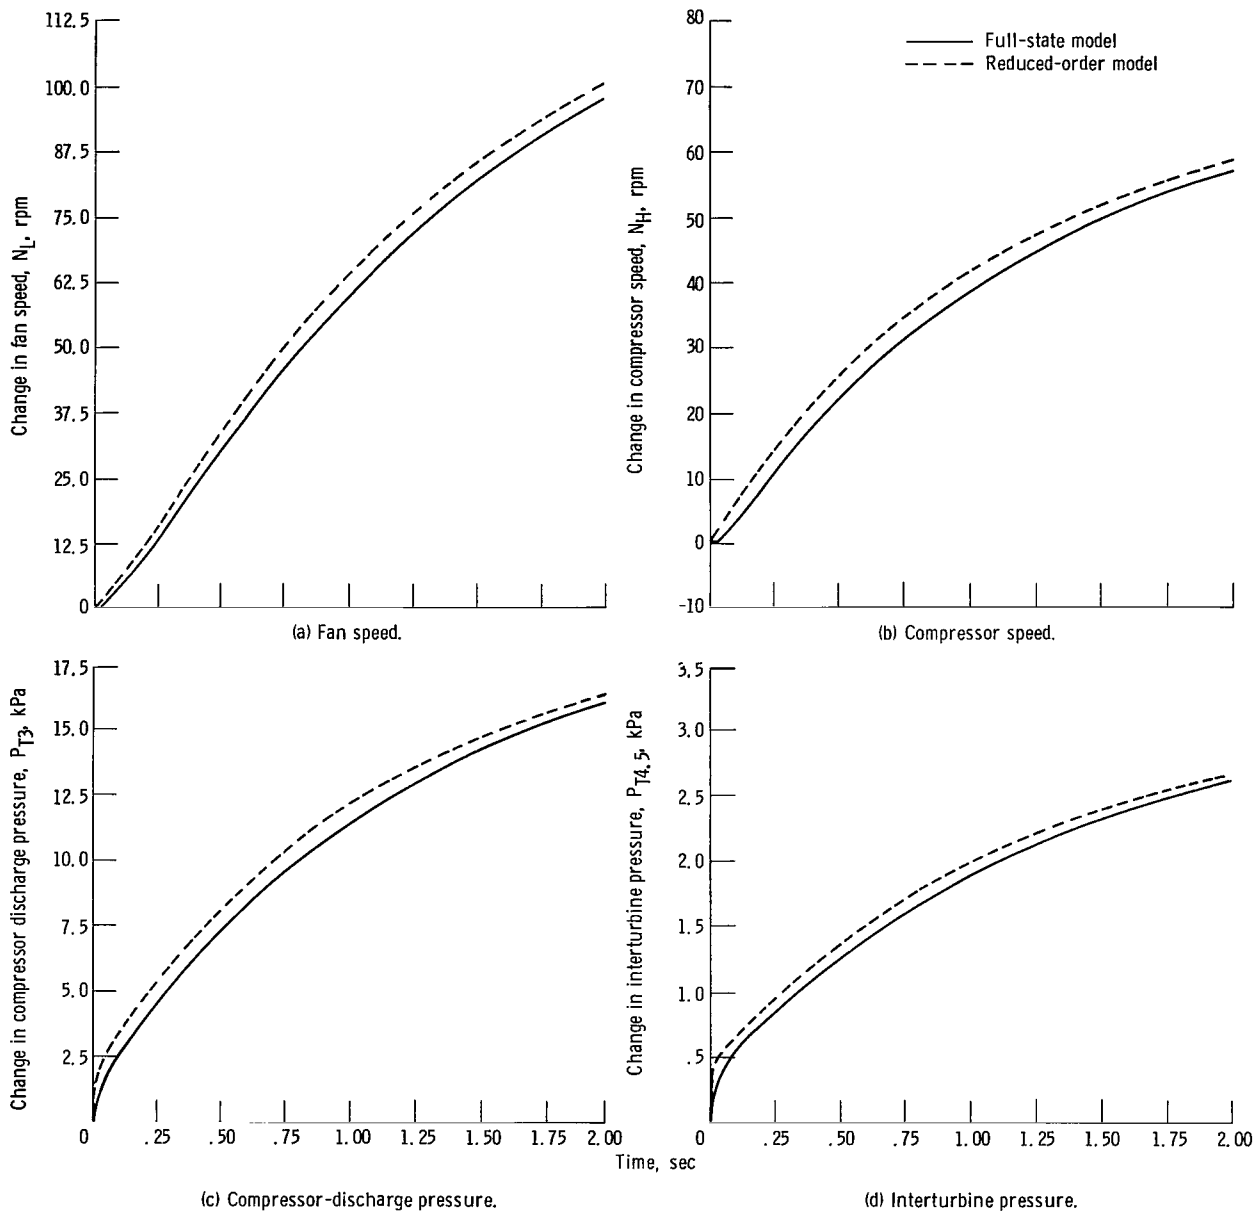 112.5
100.0
87.5
75.0
62.5
50.0
37.5
25.0
12.5
0
Change in fan speed, NL, rpm
(a) Fan speed.
80
70
60
50
40
30
20
10
0
-10
Change in compressor speed, NH, rpm
Full-state model
Reduced-order model
(b) Compressor speed.
17.5
15.0
12.5
10.0
7.5
5.0
2.5
Change in compressor discharge pressure, PT3, kPa
0 .25 .50 .75 1.00 1.25 1.50 1.75 2.00
(c) Compressor-discharge pressure.
3.5
3.0
2.5
2.0
1.5
1.0
.5
Change in interturbine pressure, PT4.5, kPa
0 .25 .50 .75 1.00 1.25 1.50 1.75 2.00
Time, sec
(d) Interturbine pressure.